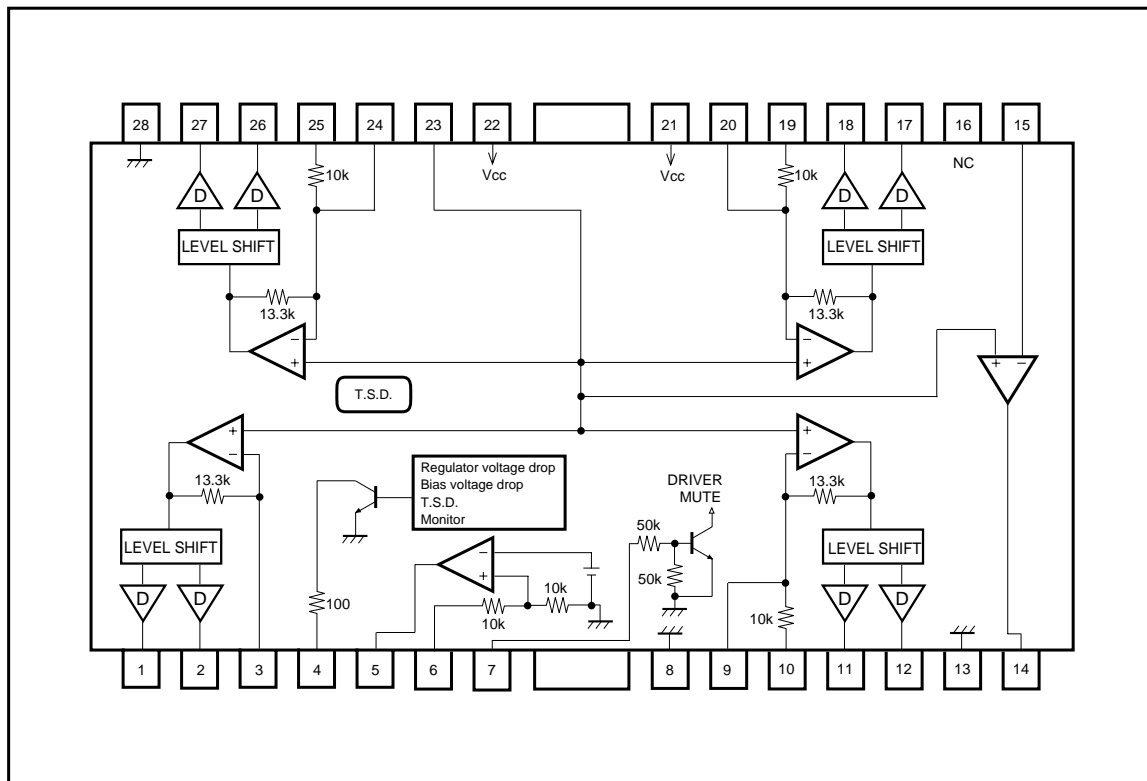 28 27 26 25 24 23 22 21 20 19 18 17 16 15
10k Vcc Vcc 10k NC
D D D D
LEVEL SHIFT LEVEL SHIFT
13.3k 13.3k
− −
+ +
+ −
T.S.D.
+ +
− −
13.3k 13.3k
Regulator voltage drop
Bias voltage drop
T.S.D.
Monitor
DRIVER
MUTE
50k
LEVEL SHIFT LEVEL SHIFT
−
+
50k
10k
D D D D
100
10k
10k
1 2 3 4 5 6 7 8 9 10 11 12 13 14